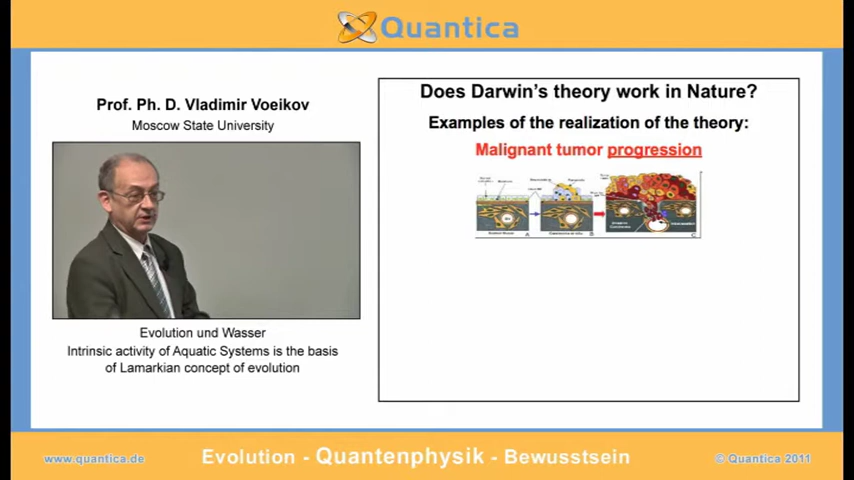 Quantica
Prof. Ph. D. Vladimir Voeikov
Moscow State University
Evolution und Wasser
Intrinsic activity of Aquatic Systems is the basis
of Lamarkian concept of evolution
Does Darwin's theory work in Nature?
Examples of the realization of the theory:
Malignant tumor progression
A
B
C
www.quantica.de
Evolution - Quantenphysik - Bewusstsein
© Quantica 2011